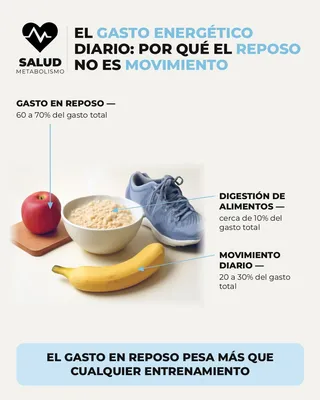 SALUD
METABOLISMO
EL GASTO ENERGÉTICO
DIARIO: POR QUÉ EL REPOSO
NO ES MOVIMIENTO
GASTO EN REPOSO —
60 a 70% del gasto total
DIGESTIÓN DE
ALIMENTOS —
cerca de 10% del
gasto total
MOVIMIENTO
DIARIO —
20 a 30% del gasto
total
EL GASTO EN REPOSO PESA MÁS QUE
CUALQUIER ENTRENAMIENTO